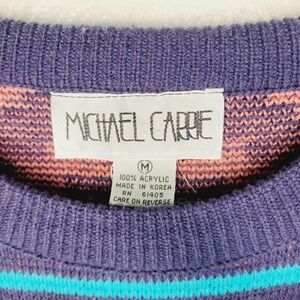 MICHAEL CARRIE
M
100% ACRYLIC
MADE IN KOREA
RN 61405
CARE ON REVERSE